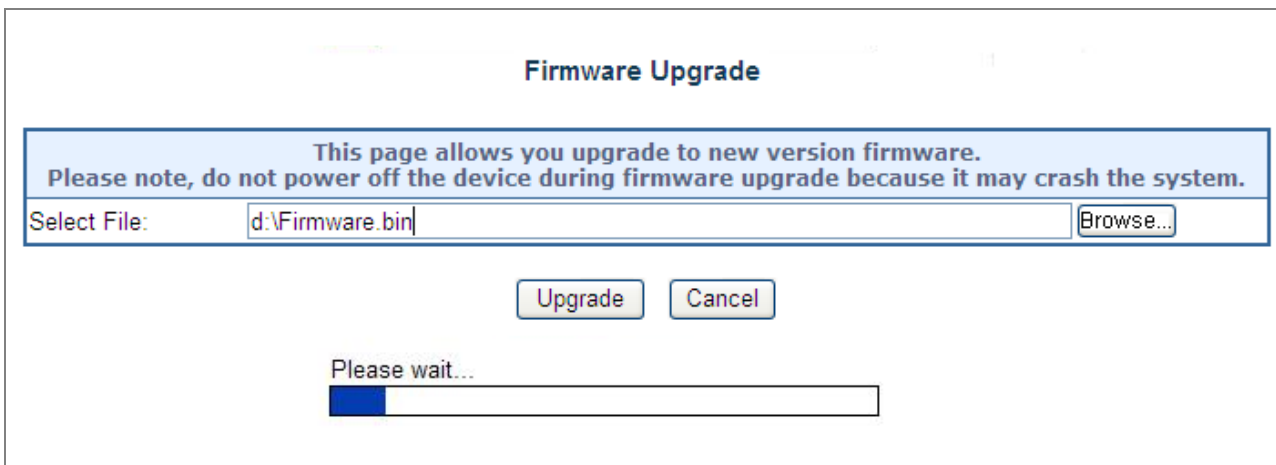 Firmware Upgrade
This page allows you upgrade to new version firmware.
Please note, do not power off the device during firmware upgrade because it may crash the system.
Select File: d:\Firmware.bin Browse...
Upgrade Cancel
Please wait...